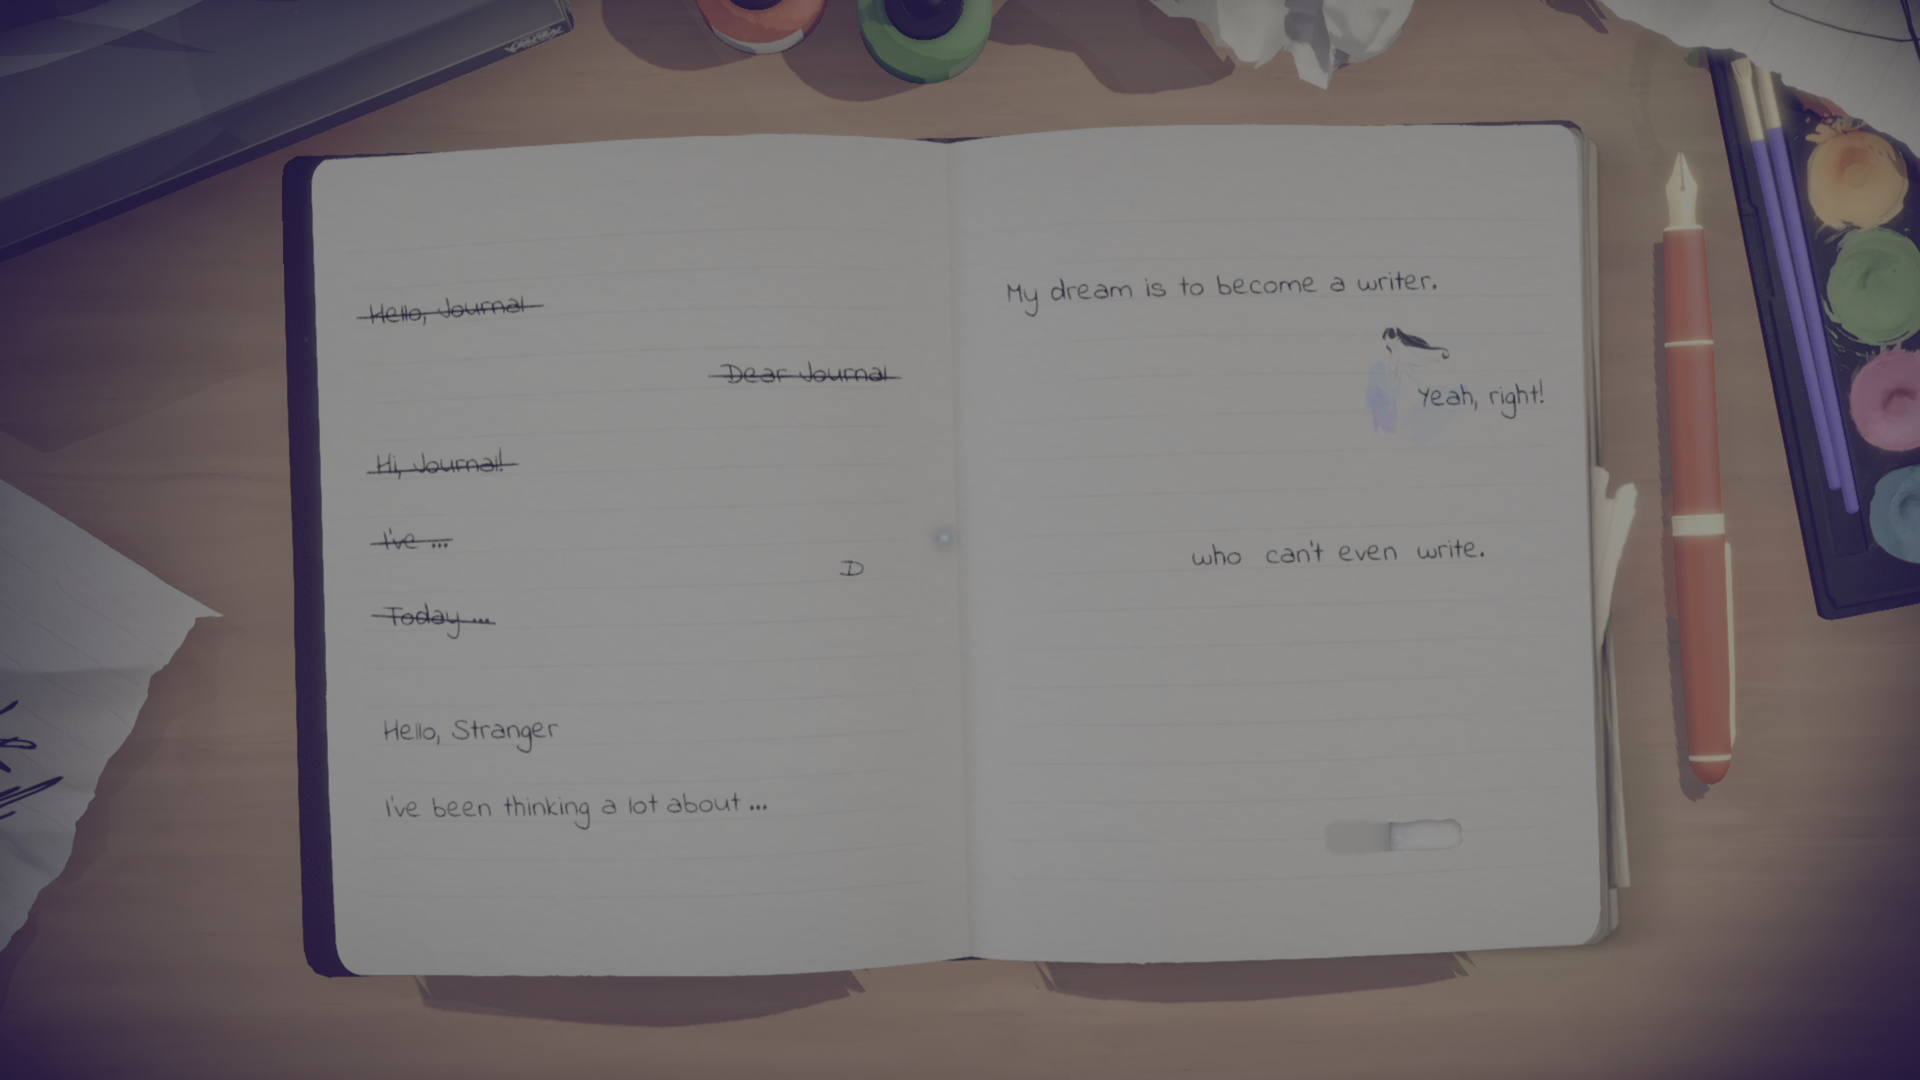 Hello, Journal
Dear Journal
Hi, Journal!
I've ...
D
Today ...
Hello, Stranger
I've been thinking a lot about ...
My dream is to become a writer.
Yeah, right!
who can't even write.